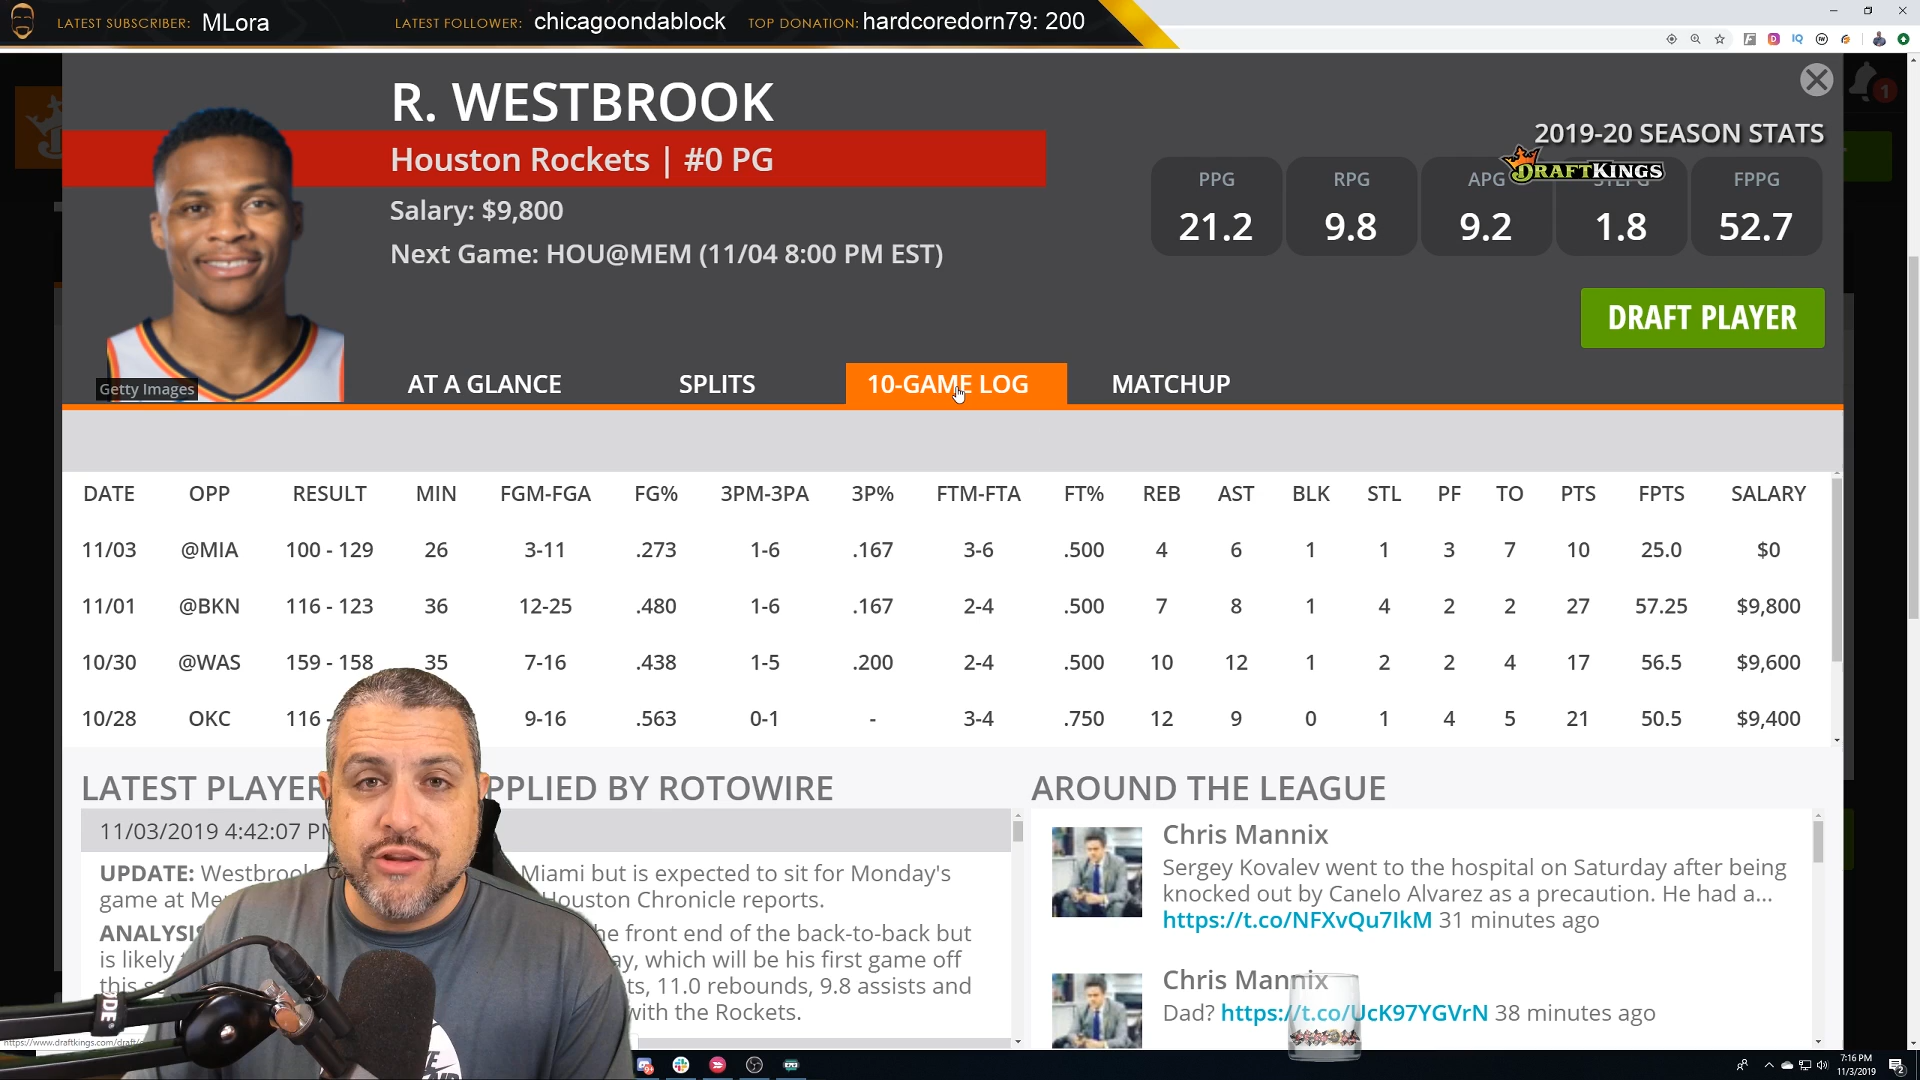 LATEST SUBSCRIBER: MLora LATEST FOLLOWER: chicagoondablock TOP DONATION: hardcoredorn79: 200
R. WESTBROOK
Houston Rockets | #0 PG
Salary: $9,800
Next Game: HOU@MEM (11/04 8:00 PM EST)
2019-20 SEASON STATS
DRAFTKINGS
PPG RPG APG STLPG FPPG
21.2 9.8 9.2 1.8 52.7
DRAFT PLAYER
1
Getty Images
AT A GLANCE SPLITS 10-GAME LOG MATCHUP
DATE OPP RESULT MIN FGM-FGA FG% 3PM-3PA 3P% FTM-FTA FT% REB AST BLK STL PF TO PTS FPTS SALARY
11/03 @MIA 100 - 129 26 3-11 .273 1-6 .167 3-6 .500 4 6 1 1 3 7 10 25.0 $0
11/01 @BKN 116 - 123 36 12-25 .480 1-6 .167 2-4 .500 7 8 1 4 2 2 27 57.25 $9,800
10/30 @WAS 159 - 158 35 7-16 .438 1-5 .200 2-4 .500 10 12 1 2 2 4 17 56.5 $9,600
10/28 OKC 116 - 9-16 .563 0-1 - 3-4 .750 12 9 0 1 4 5 21 50.5 $9,400
LATEST PLAYER PPLIED BY ROTOWIRE
11/03/2019 4:42:07 PM
UPDATE: Westbrook Miami but is expected to sit for Monday's
game at Houston Chronicle reports.
ANALYSIS the front end of the back-to-back but
is likely which will be his first game off
this 11.0 rebounds, 9.8 assists and
with the Rockets.
AROUND THE LEAGUE
Chris Mannix
Sergey Kovalev went to the hospital on Saturday after being
knocked out by Canelo Alvarez as a precaution. He had a...
https://t.co/NFXvQu7IkM 31 minutes ago
Chris Mannix
Dad? https://t.co/UcK97YGVrN 38 minutes ago
https://www.draftkings.com/draft/
7:16 PM
11/3/2019